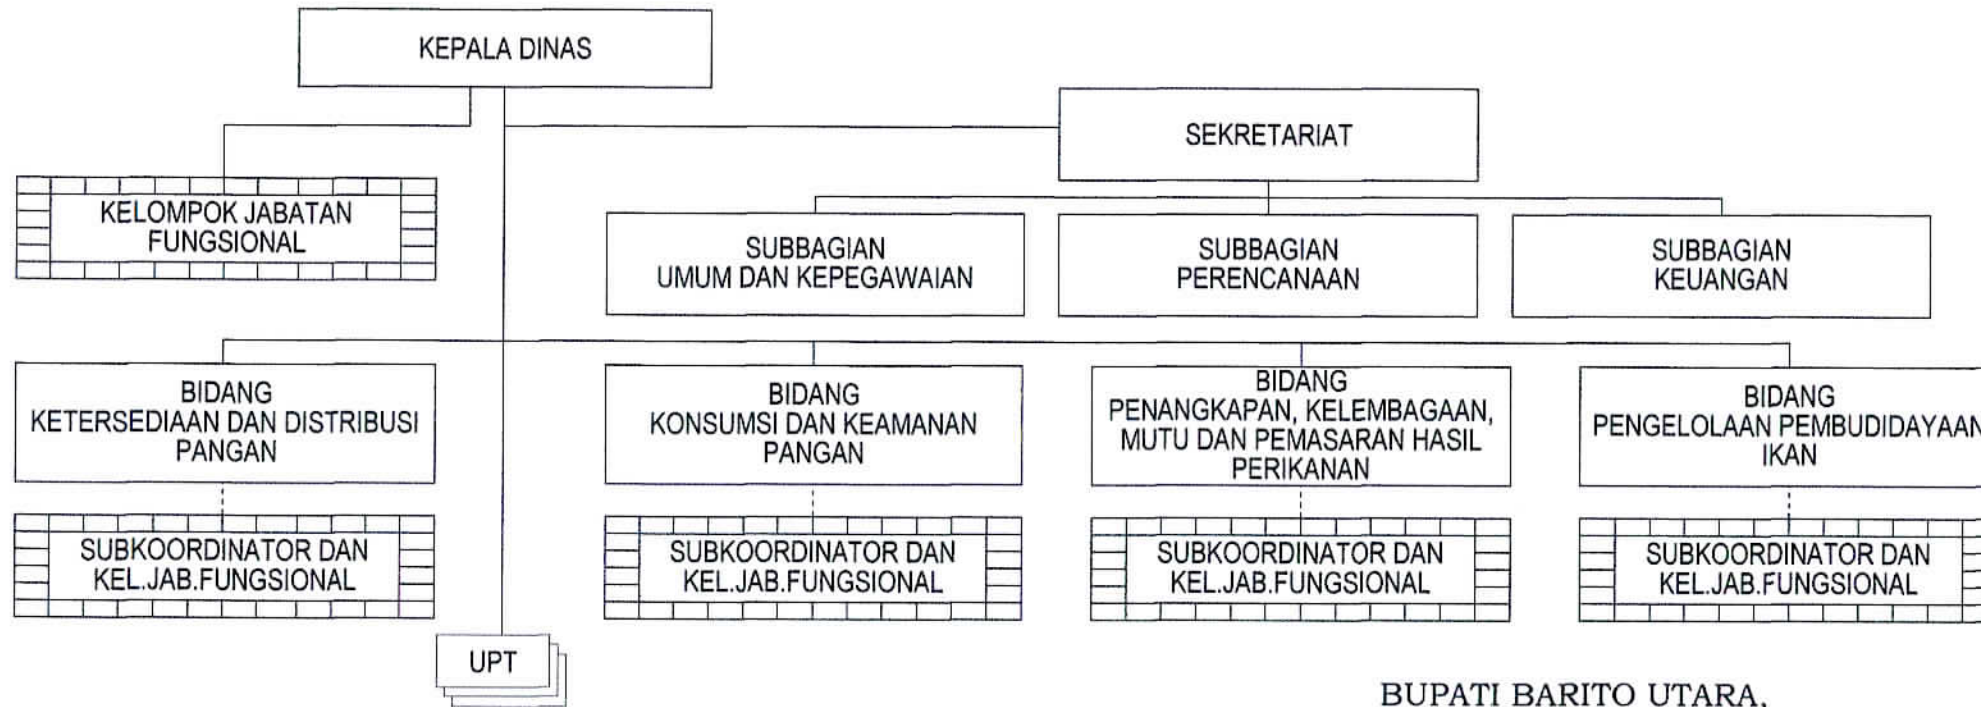 KEPALA DINAS
SEKRETARIAT
KELOMPOK JABATAN
FUNGSIONAL
SUBBAGIAN
UMUM DAN KEPEGAWAIAN
SUBBAGIAN
PERENCANAAN
SUBBAGIAN
KEUANGAN
BIDANG
KETERSEDIAAN DAN DISTRIBUSI
PANGAN
BIDANG
KONSUMSI DAN KEAMANAN
PANGAN
BIDANG
PENANGKAPAN, KELEMBAGAAN,
MUTU DAN PEMASARAN HASIL
PERIKANAN
BIDANG
PENGELOLAAN PEMBUDIDAYAAN
IKAN
SUBKOORDINATOR DAN
KEL.JAB.FUNGSIONAL
SUBKOORDINATOR DAN
KEL.JAB.FUNGSIONAL
SUBKOORDINATOR DAN
KEL.JAB.FUNGSIONAL
SUBKOORDINATOR DAN
KEL.JAB.FUNGSIONAL
UPT
BUPATI BARITO UTARA,